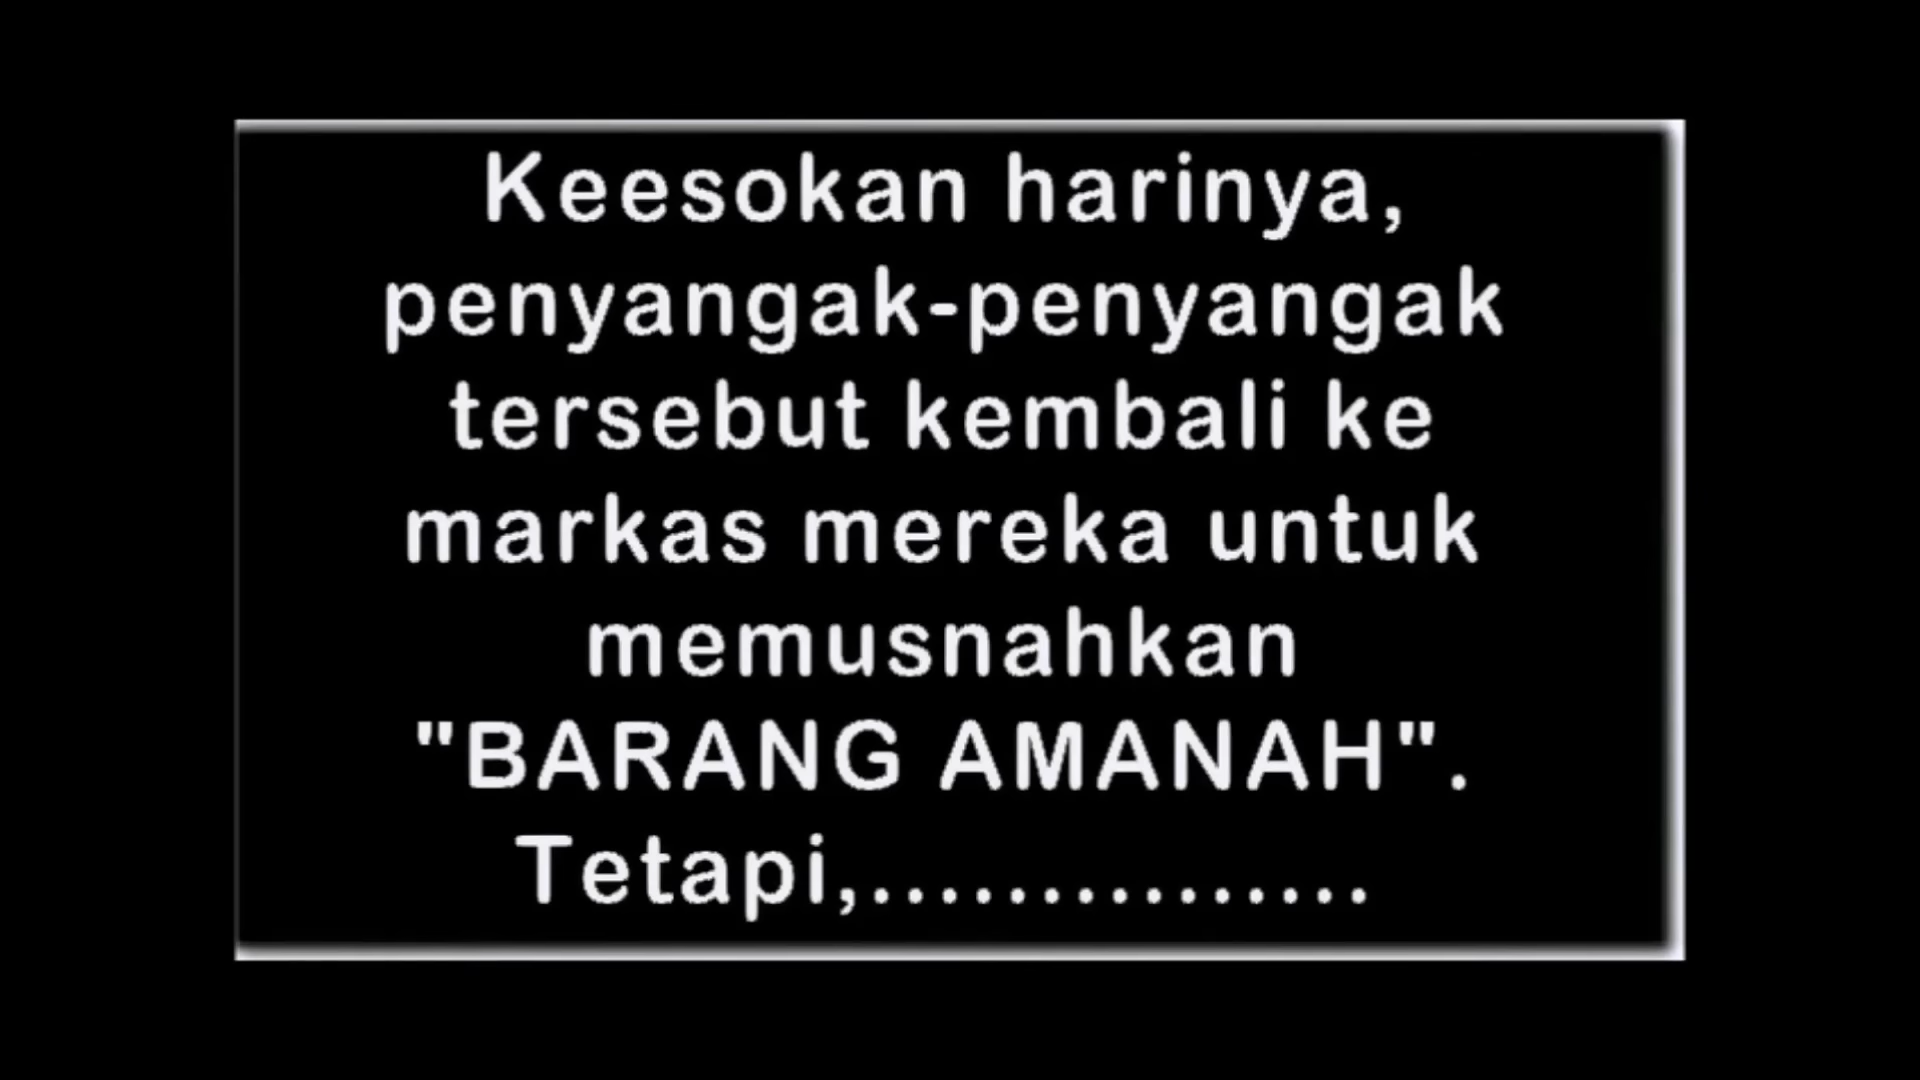 Keesokan harinya,
penyangak-penyangak
tersebut kembali ke
markas mereka untuk
memusnahkan
"BARANG AMANAH".
Tetapi,...............